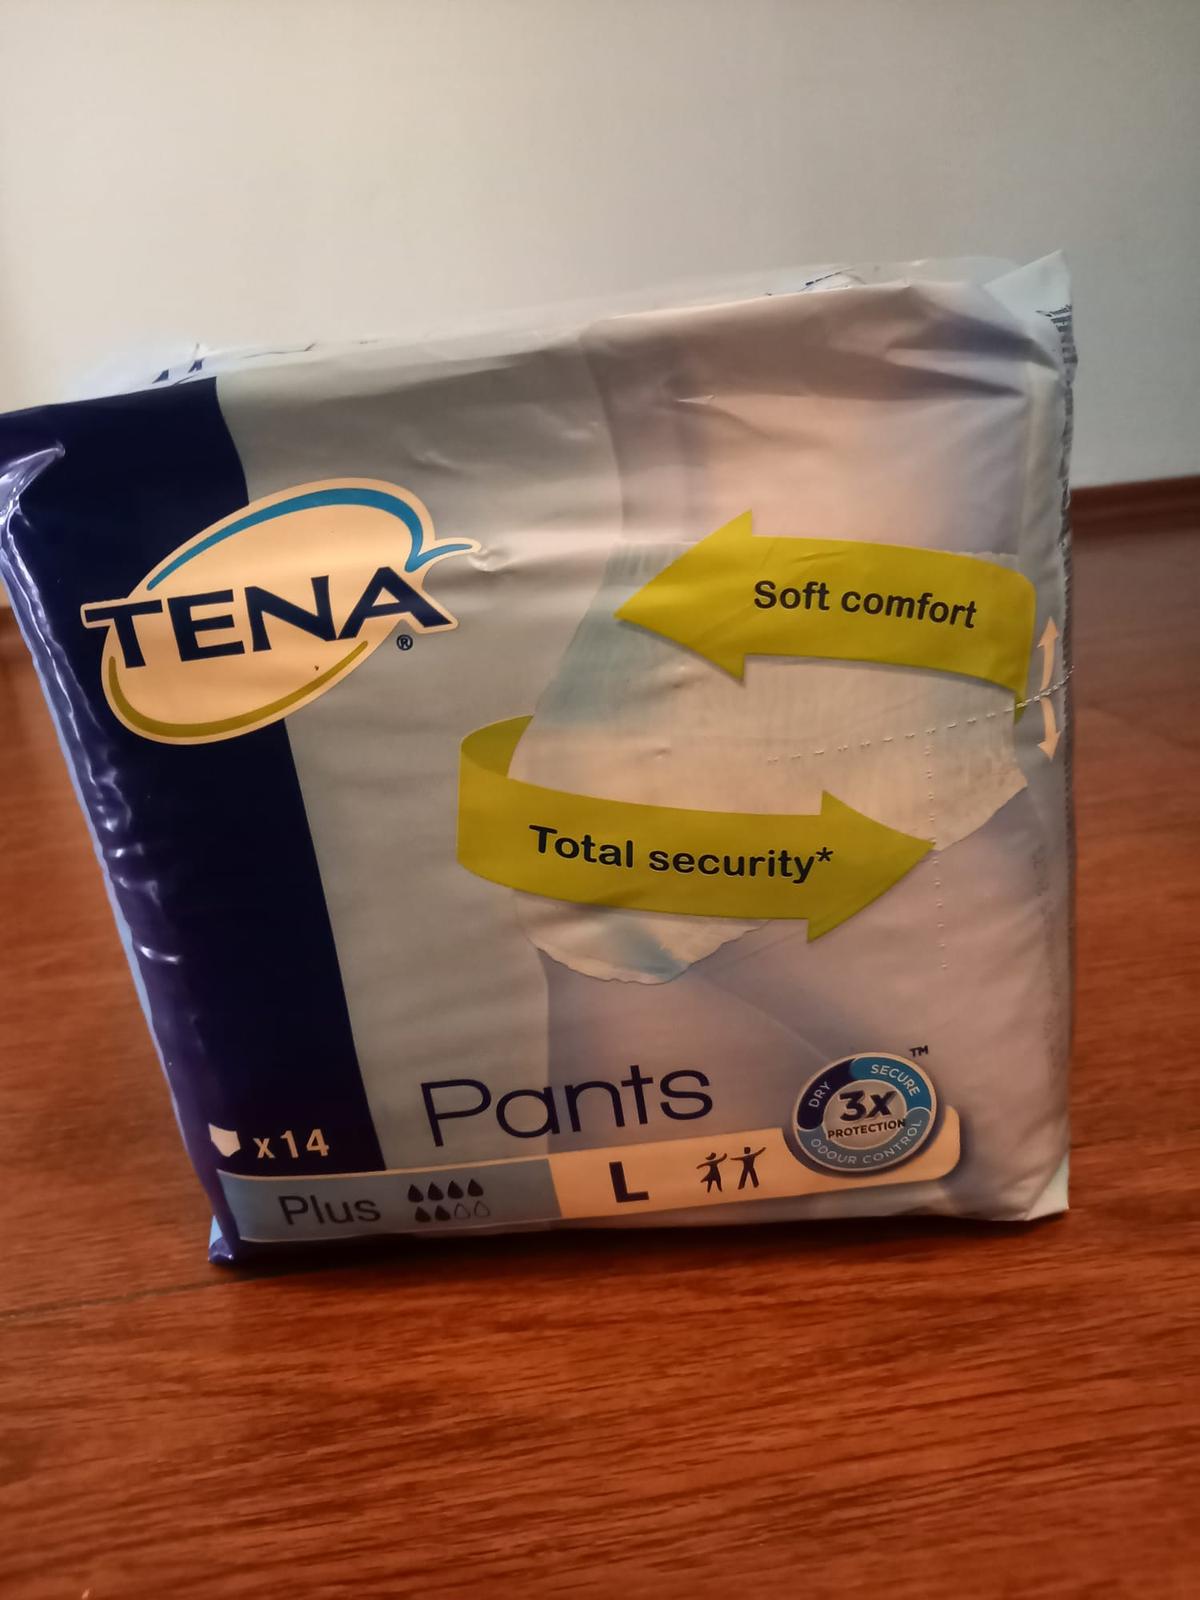 TENA
®
Soft comfort
Total security*
Pants
™
DRY
SECURE
3x
PROTECTION
ODOUR CONTROL
x14
Plus
L